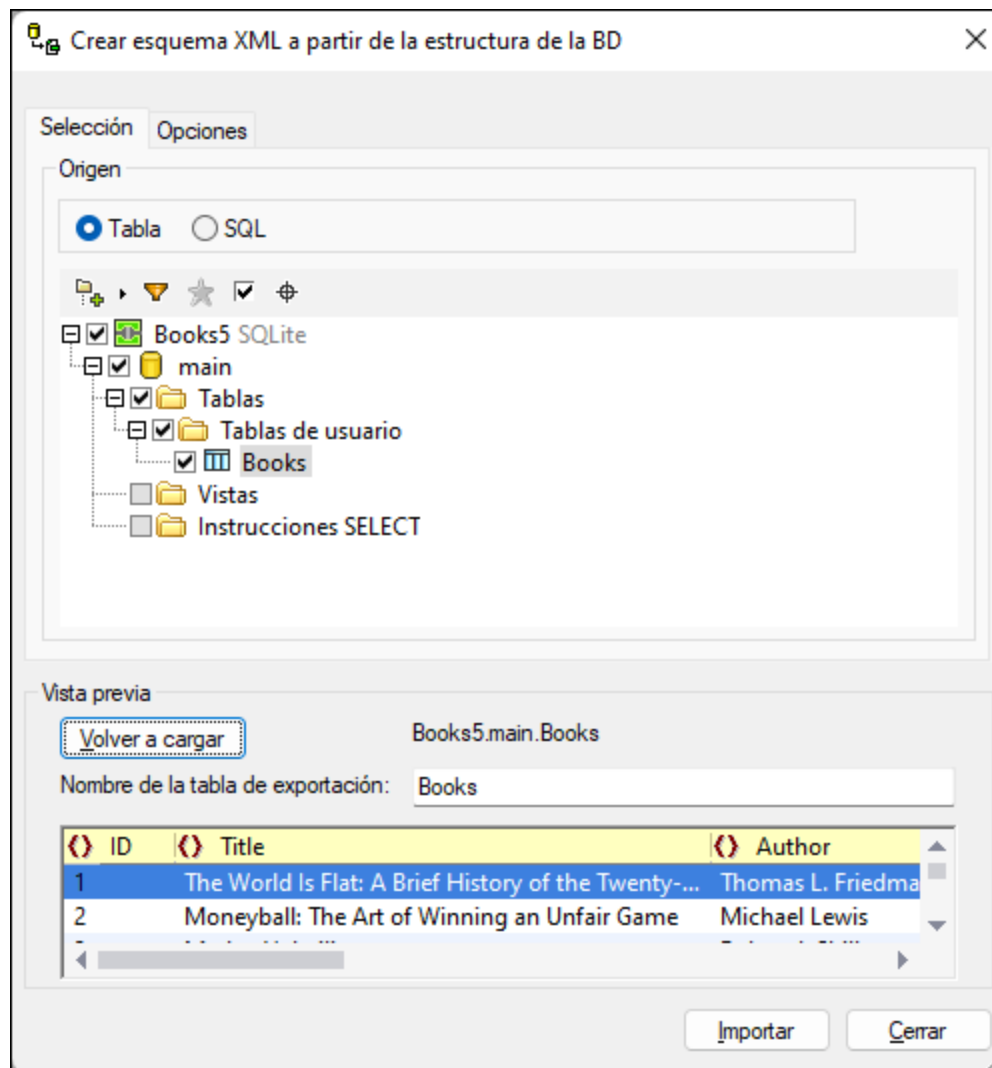 Crear esquema XML a partir de la estructura de la BD
Selección Opciones
Origen
Tabla SQL
Books5 SQLite
main
Tablas
Tablas de usuario
Books
Vistas
Instrucciones SELECT
Vista previa
Volver a cargar Books5.main.Books
Nombre de la tabla de exportación: Books
ID Title Author
1 The World Is Flat: A Brief History of the Twenty-... Thomas L. Friedma
2 Moneyball: The Art of Winning an Unfair Game Michael Lewis
Importar Cerrar